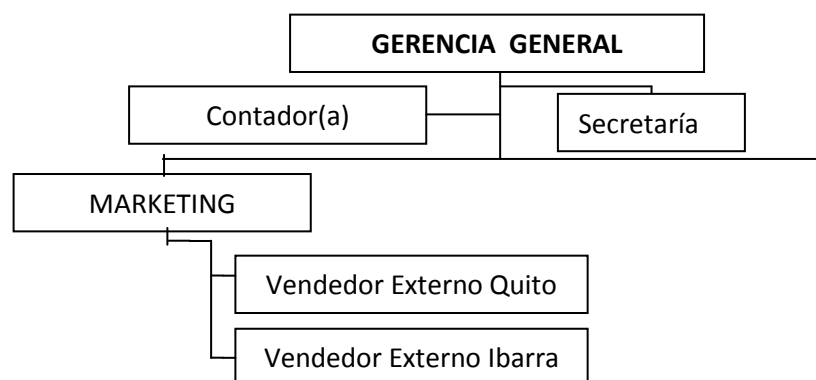 GERENCIA GENERAL
Contador(a)
Secretaría
MARKETING
Vendedor Externo Quito
Vendedor Externo Ibarra